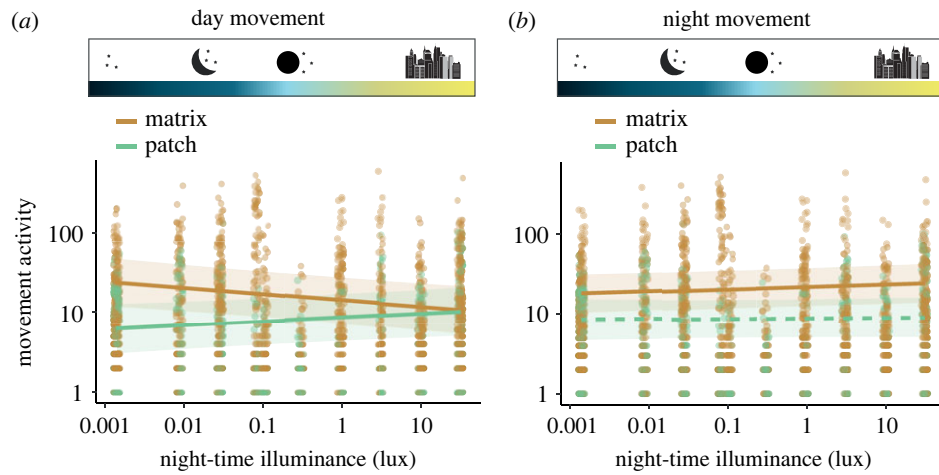 (a) day movement
(b) night movement
matrix
patch
matrix
patch
movement activity
100
10
1
100
10
1
0.001 0.01 0.1 1 10
0.001 0.01 0.1 1 10
night-time illuminance (lux)
night-time illuminance (lux)